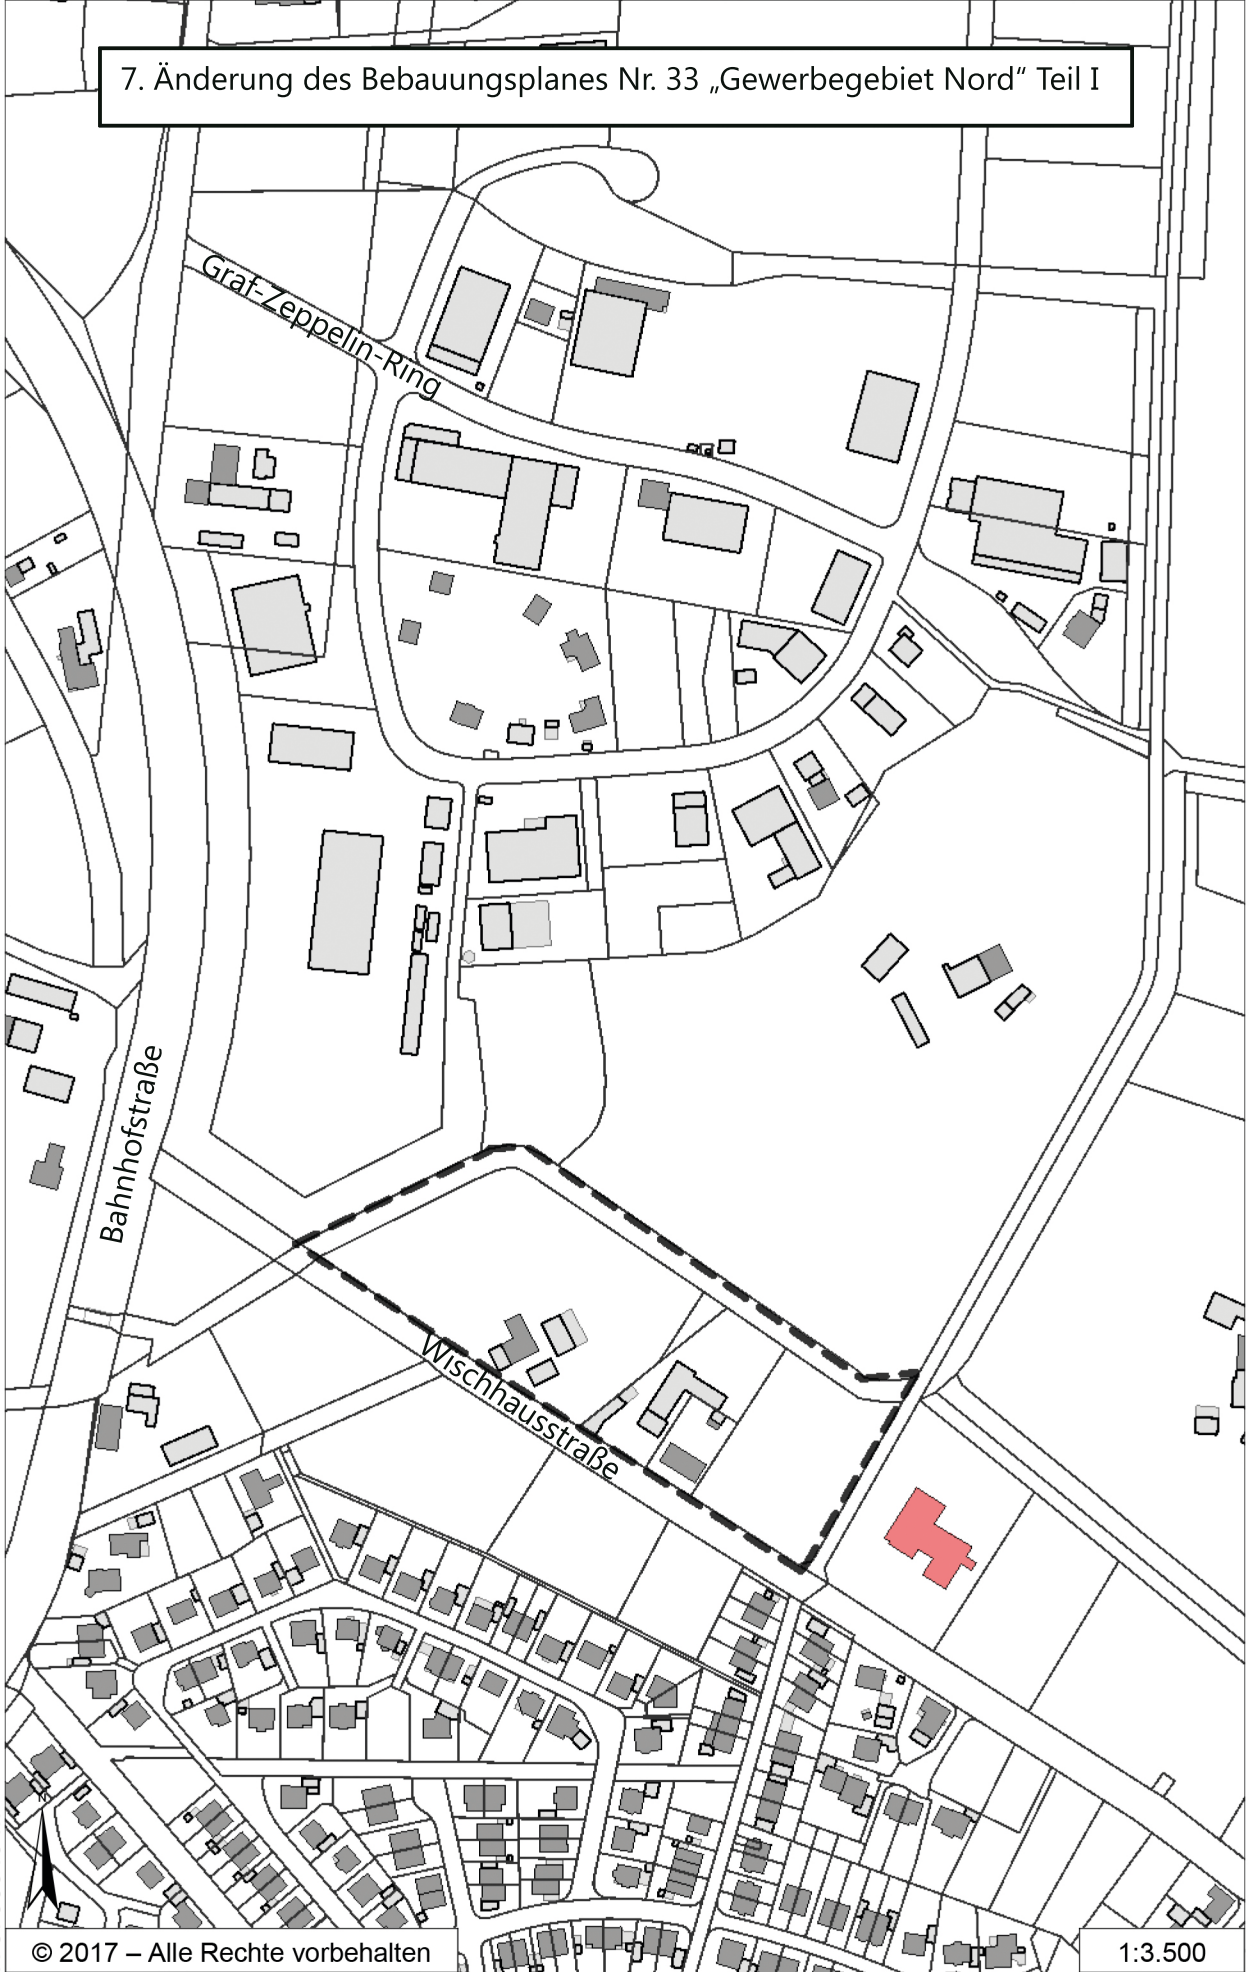 7. Änderung des Bebauungsplanes Nr. 33 „Gewerbegebiet Nord“ Teil I
Graf-Zeppelin-Ring
Bahnhofstraße
Wischhausstraße
© 2017 – Alle Rechte vorbehalten
1:3.500